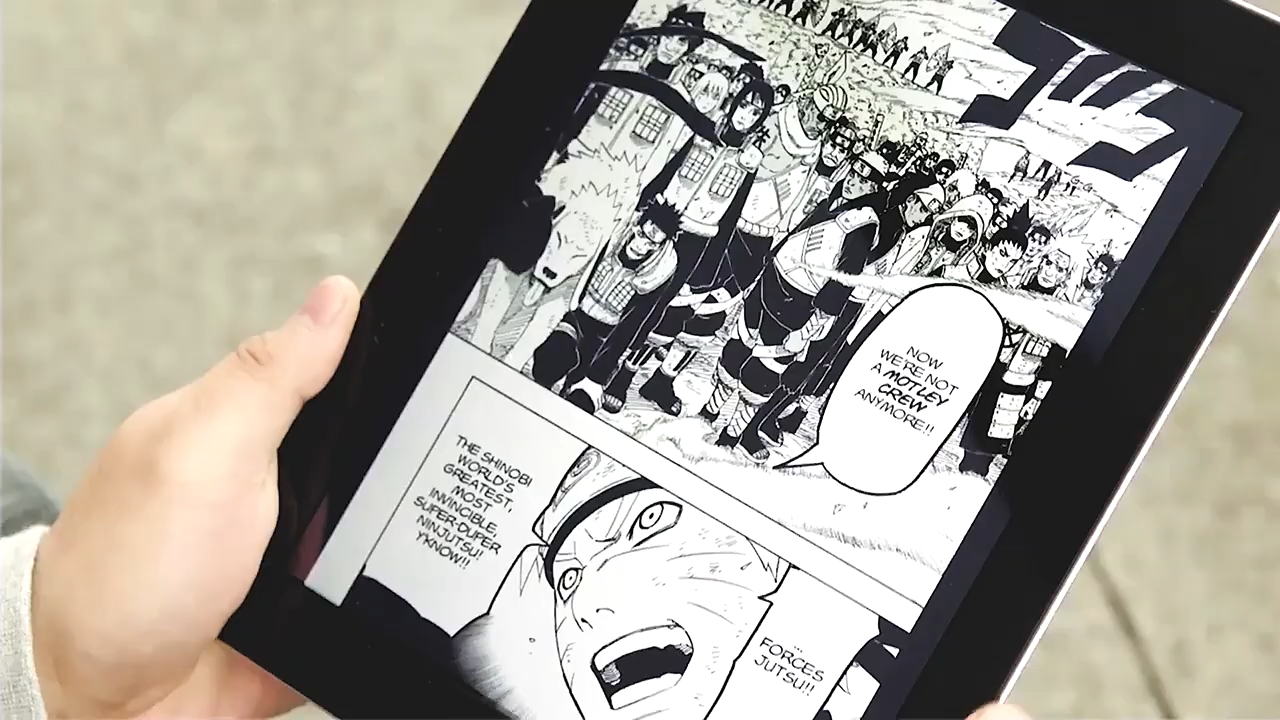 NOW
WE'RE NOT
A MOTLEY
CREW
ANYMORE!!
...
FORCES
JUTSU!!
THE SHINOBI
WORLD'S
GREATEST,
MOST
INVINCIBLE,
SUPER-DUPER
NINJUTSU!
Y'KNOW!!